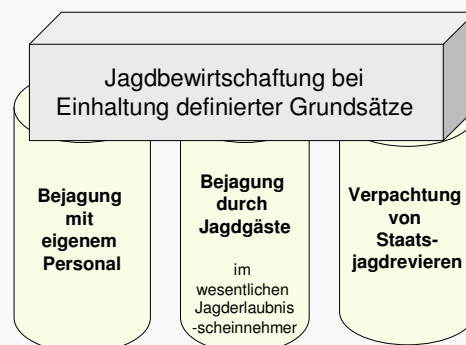 Jagdbewirtschaftung bei
Einhaltung definierter Grundsätze
Bejagung
mit
eigenem
Personal
Bejagung
durch
Jagdgäste
im
wesentlichen
Jagderlaubnis
-scheinnehmer
Verpachtung
von
Staats-
jagdrevieren